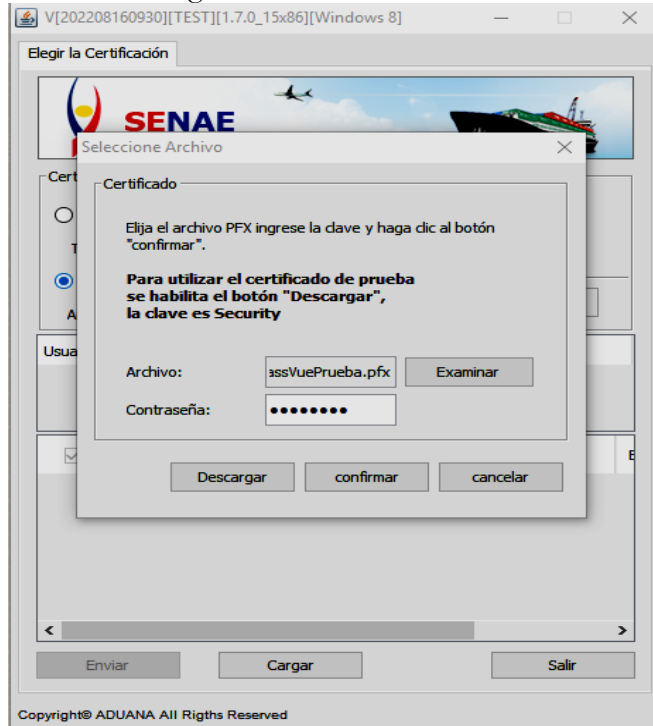 V[202208160930][TEST][1.7.0_15x86][Windows 8]
Elegir la Certificación
SENAE
Seleccione Archivo
Cert
Certificado
Elija el archivo PFX ingrese la clave y haga clic al botón
"confirmar".
Para utilizar el certificado de prueba
se habilita el botón "Descargar",
la clave es Security
Usua
Archivo:
assVuePrueba.pfx
Examinar
Contraseña:
••••••••
Descargar
confirmar
cancelar
Enviar
Cargar
Salir
Copyright© ADUANA All Rigths Reserved